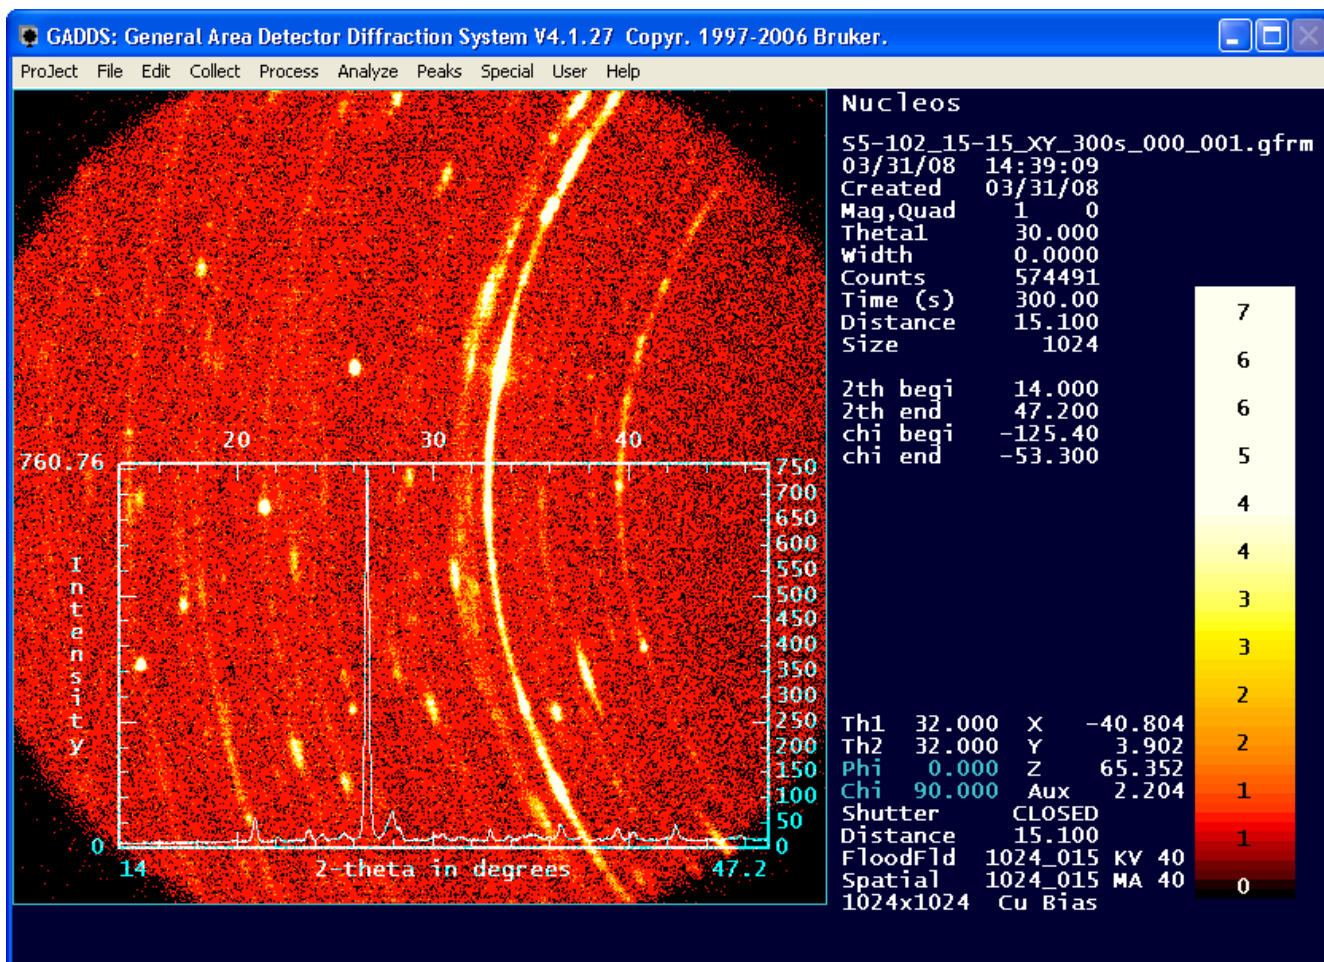 GADDS: General Area Detector Diffraction System V4.1.27 Copyr. 1997-2006 Bruker.
ProJect File Edit Collect Process Analyze Peaks Special User Help
Nucleos
S5-102_15-15_XY_300s_000_001.gfrm
03/31/08 14:39:09
Created 03/31/08
Mag,Quad 1 0
Theta1 30.000
Width 0.0000
Counts 574491
Time (s) 300.00
Distance 15.100
Size 1024
2th begi 14.000
2th end 47.200
chi begi -125.40
chi end -53.300
7
6
6
5
4
4
3
3
2
2
1
1
0
20 30 40
760.76
750
700
650
600
550
500
450
400
350
300
250
200
150
100
50
0
Intensity
0
14 2-theta in degrees 47.2
Th1 32.000 X -40.804
Th2 32.000 Y 3.902
Phi 0.000 Z 65.352
Chi 90.000 Aux 2.204
Shutter CLOSED
Distance 15.100
FloodFld 1024_015 KV 40
Spatial 1024_015 MA 40
1024x1024 Cu Bias